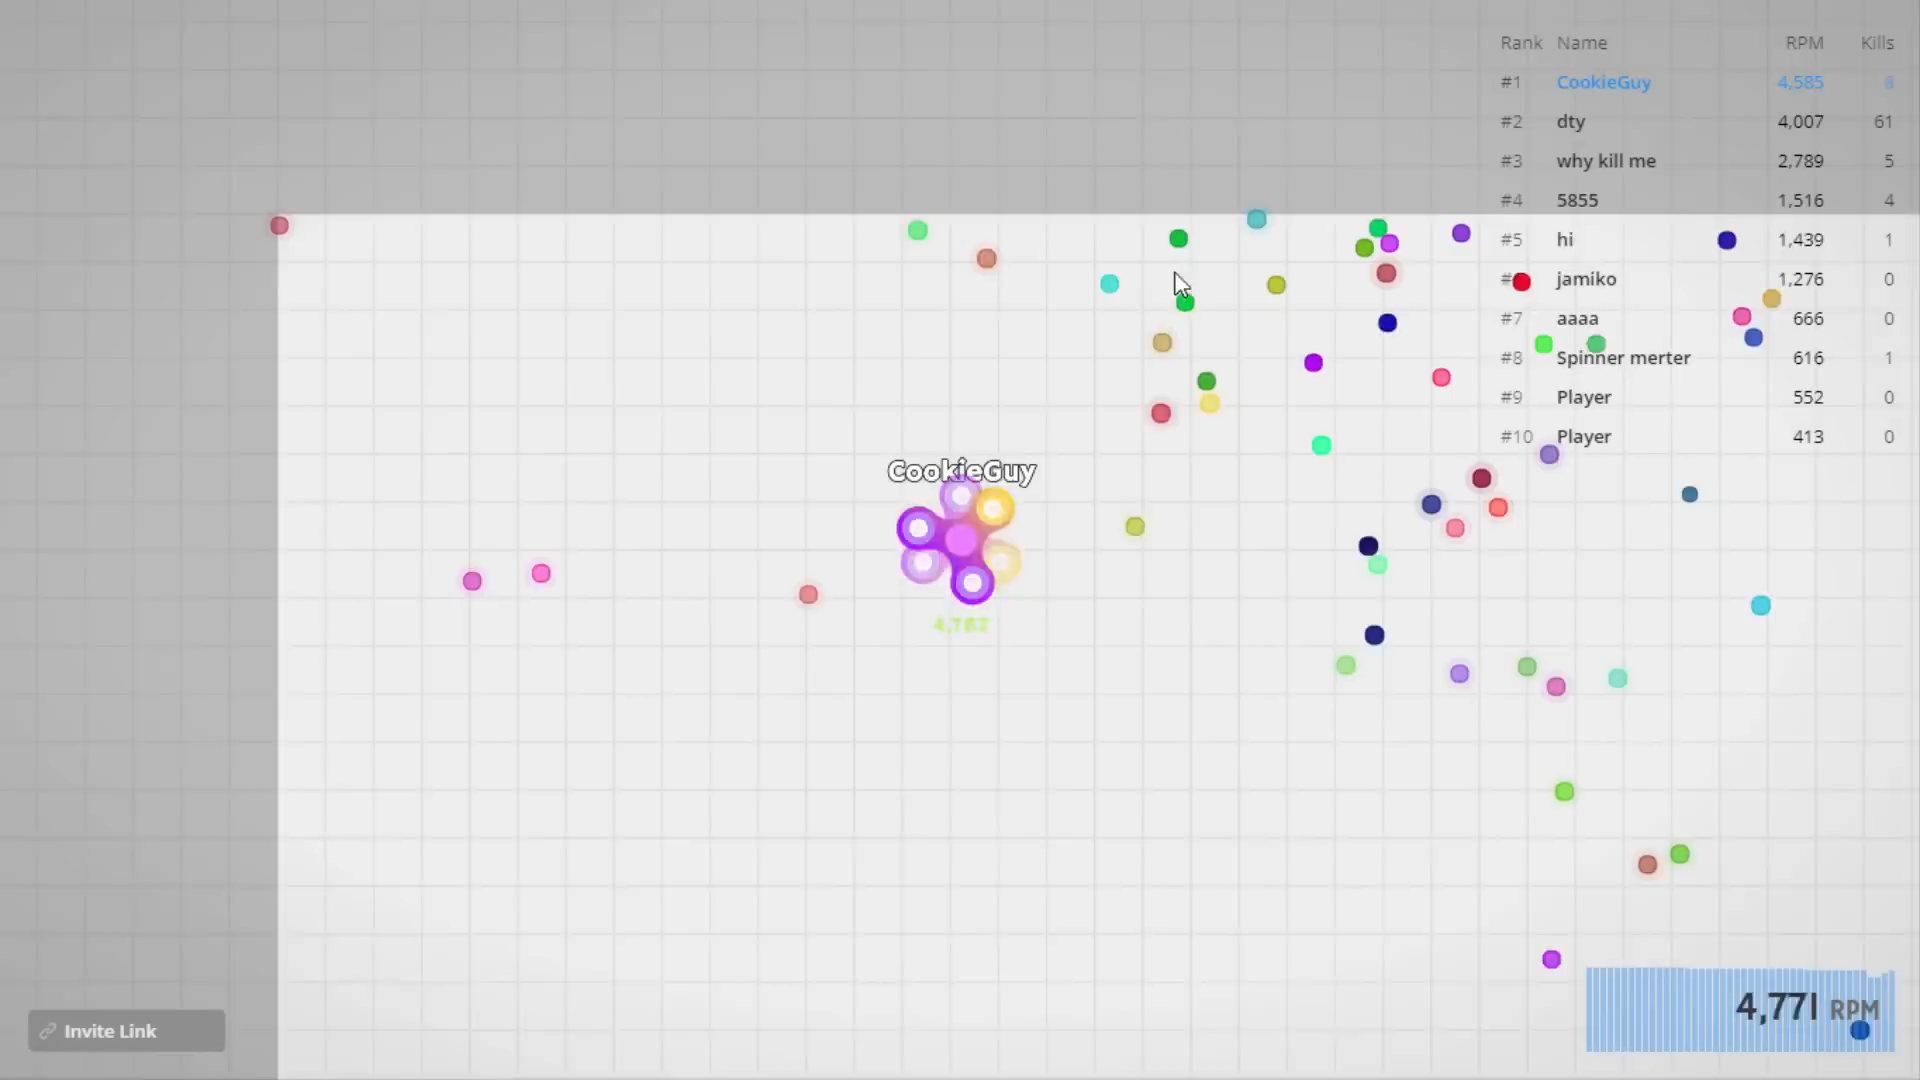 Rank Name RPM Kills
#1 CookieGuy 4,585 8
#2 dty 4,007 61
#3 why kill me 2,789 5
#4 5855 1,516 4
#5 hi 1,439 1
# jamiko 1,276 0
#7 aaaa 666 0
#8 Spinner merter 616 1
#9 Player 552 0
#10 Player 413 0
CookieGuy
4,771 RPM
Invite Link